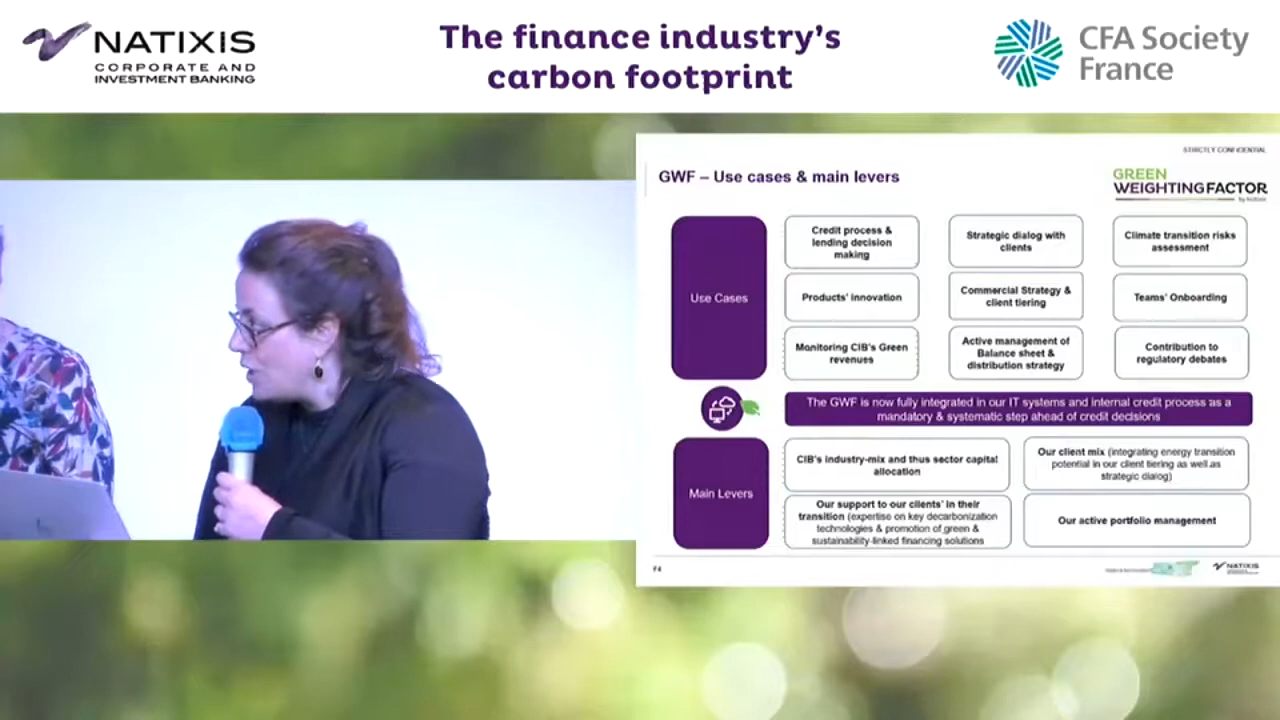 NATIXIS
CORPORATE AND
INVESTMENT BANKING
The finance industry's
carbon footprint
CFA Society
France
STRICTLY CONFIDENTIAL
GWF – Use cases & main levers
GREEN
WEIGHTING FACTOR
by Natixis
Use Cases
Credit process &
lending decision
making
Strategic dialog with
clients
Climate transition risks
assessment
Products' innovation
Commercial Strategy &
client tiering
Teams' Onboarding
Monitoring CIB's Green
revenues
Active management of
Balance sheet &
distribution strategy
Contribution to
regulatory debates
The GWF is now fully integrated in our IT systems and internal credit process as a
mandatory & systematic step ahead of credit decisions
Main Levers
CIB's industry-mix and thus sector capital
allocation
Our client mix (integrating energy transition
potential in our client tiering as well as
strategic dialog)
Our support to our clients' in their
transition (expertise on key decarbonization
technologies & promotion of green &
sustainability-linked financing solutions
Our active portfolio management
NATIXIS